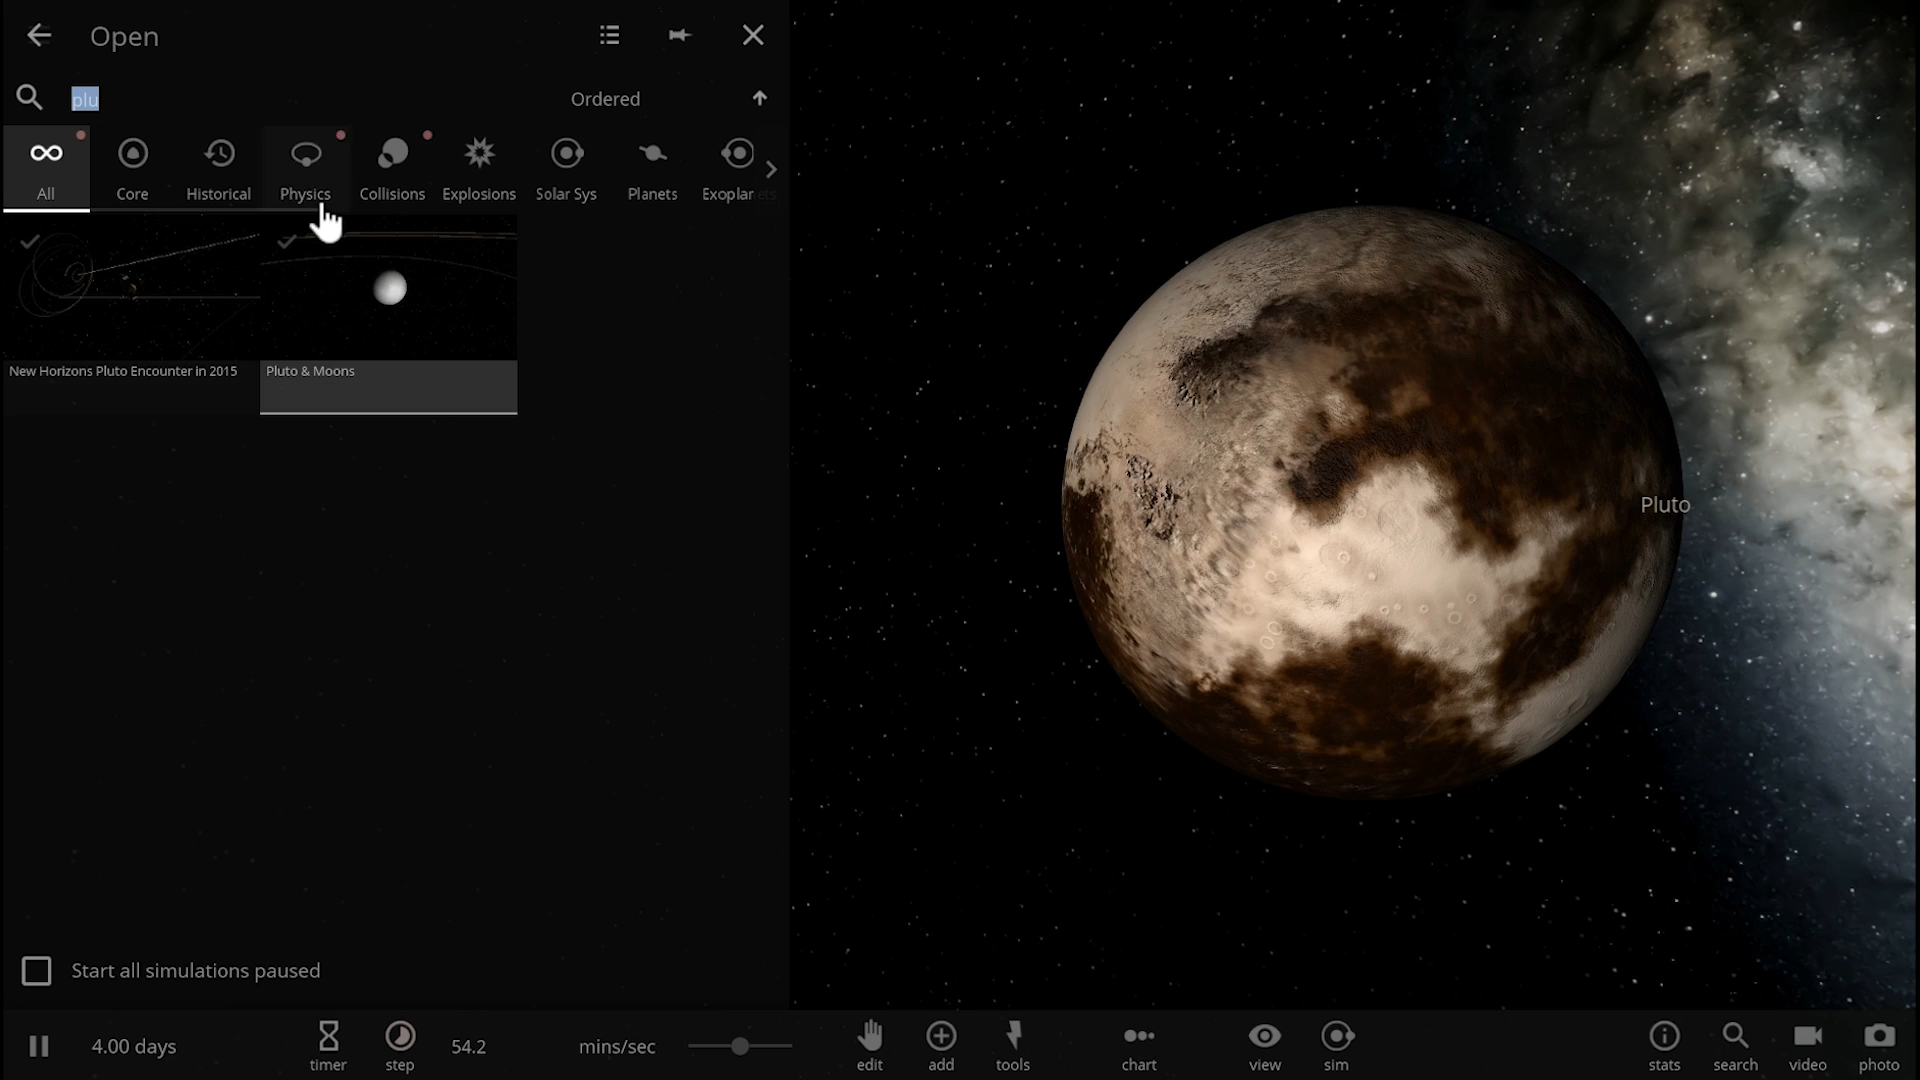 Open
plu
Ordered
All
Core
Historical
Physics
Collisions
Explosions
Solar Sys
Planets
Exoplanets
New Horizons Pluto Encounter in 2015
Pluto & Moons
Pluto
Start all simulations paused
4.00 days
timer
step
54.2
mins/sec
edit
add
tools
chart
view
sim
stats
search
video
photo